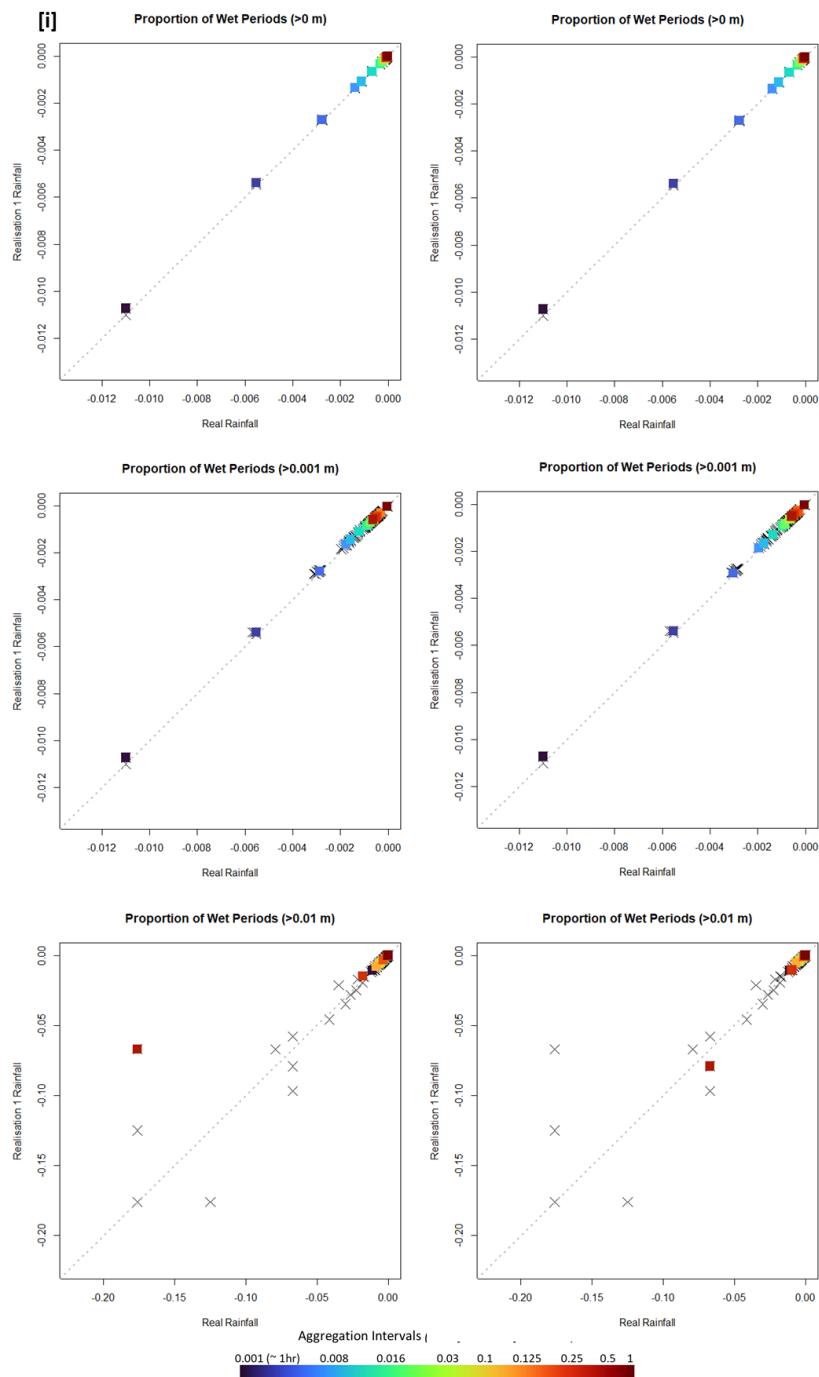 [i]
Proportion of Wet Periods (>0 m)
Proportion of Wet Periods (>0 m)
Realisation 1 Rainfall
0.000
-0.002
-0.004
-0.006
-0.008
-0.010
-0.012
-0.012 -0.010 -0.008 -0.006 -0.004 -0.002 0.000
Real Rainfall
Realisation 1 Rainfall
0.000
-0.002
-0.004
-0.006
-0.008
-0.010
-0.012
-0.012 -0.010 -0.008 -0.006 -0.004 -0.002 0.000
Real Rainfall
Proportion of Wet Periods (>0.001 m)
Proportion of Wet Periods (>0.001 m)
Realisation 1 Rainfall
0.000
-0.002
-0.004
-0.006
-0.008
-0.010
-0.012
-0.012 -0.010 -0.008 -0.006 -0.004 -0.002 0.000
Real Rainfall
Realisation 1 Rainfall
0.000
-0.002
-0.004
-0.006
-0.008
-0.010
-0.012
-0.012 -0.010 -0.008 -0.006 -0.004 -0.002 0.000
Real Rainfall
Proportion of Wet Periods (>0.01 m)
Proportion of Wet Periods (>0.01 m)
Realisation 1 Rainfall
0.00
-0.05
-0.10
-0.15
-0.20
-0.20 -0.15 -0.10 -0.05 0.00
Real Rainfall
Realisation 1 Rainfall
0.00
-0.05
-0.10
-0.15
-0.20
-0.20 -0.15 -0.10 -0.05 0.00
Real Rainfall
Aggregation Intervals
0.001 (~ 1hr) 0.008 0.016 0.03 0.1 0.125 0.25 0.5 1